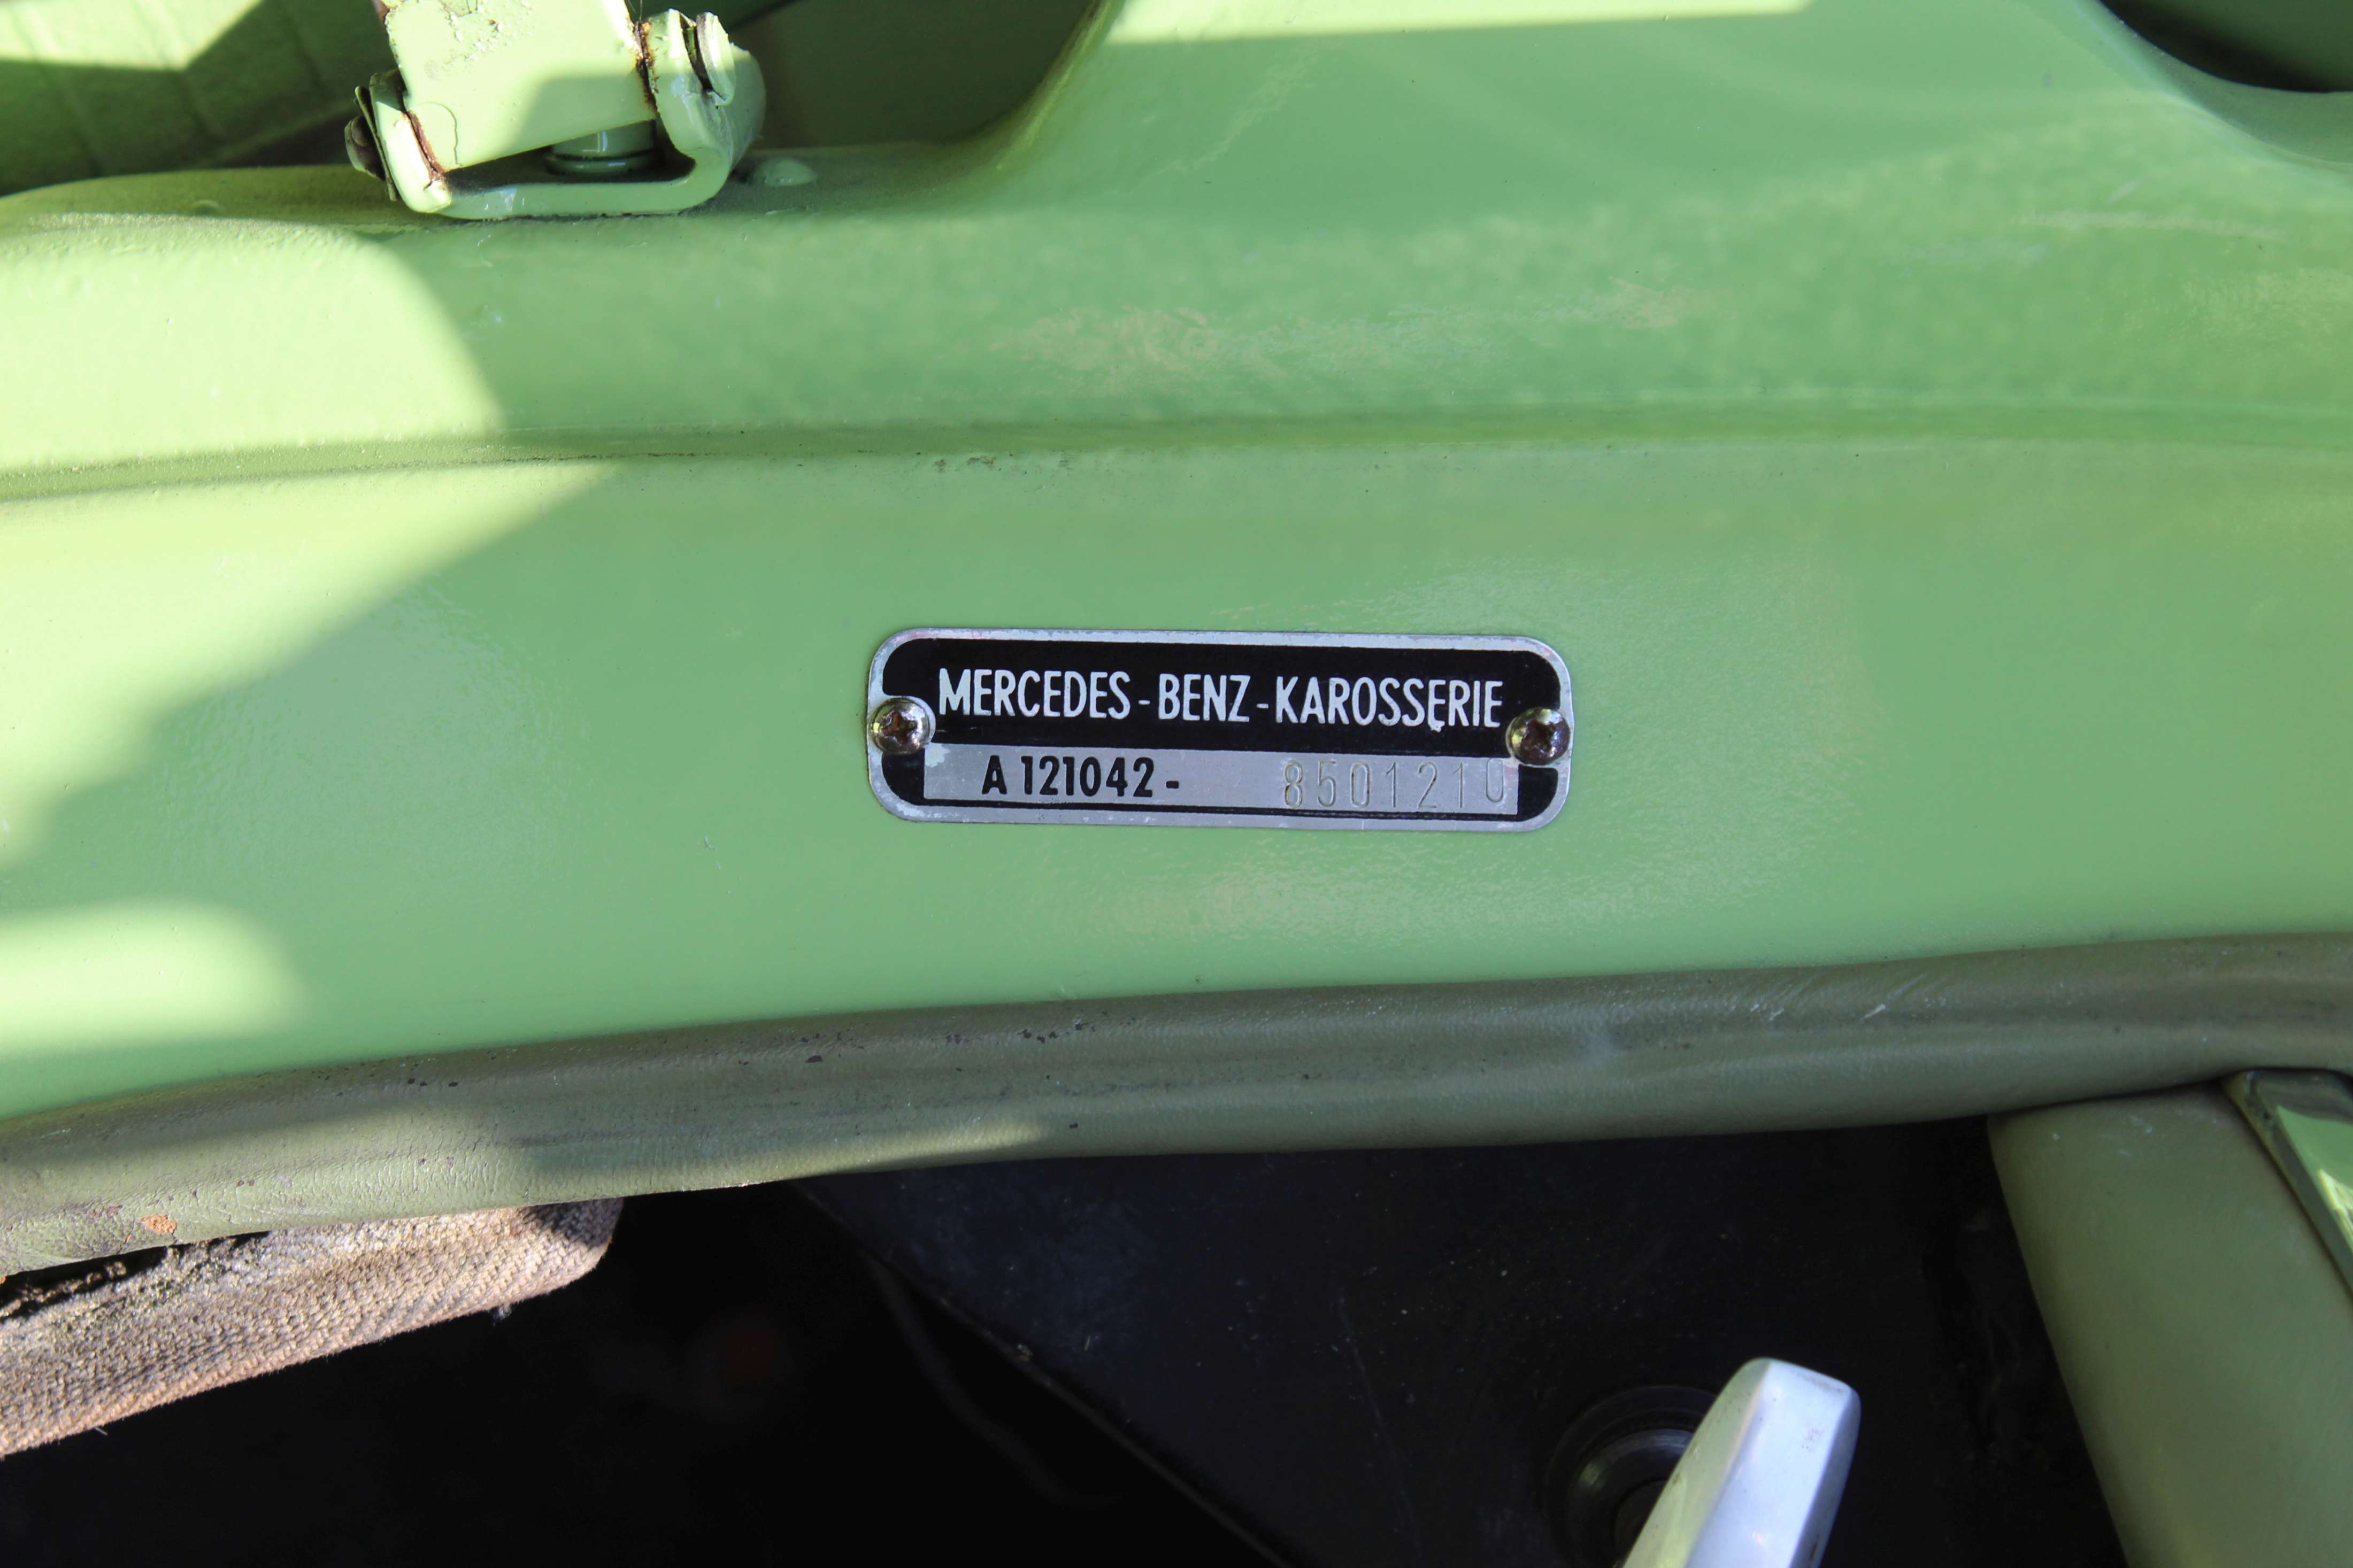 MERCEDES-BENZ-KAROSSERIE
A 121042- 8501210